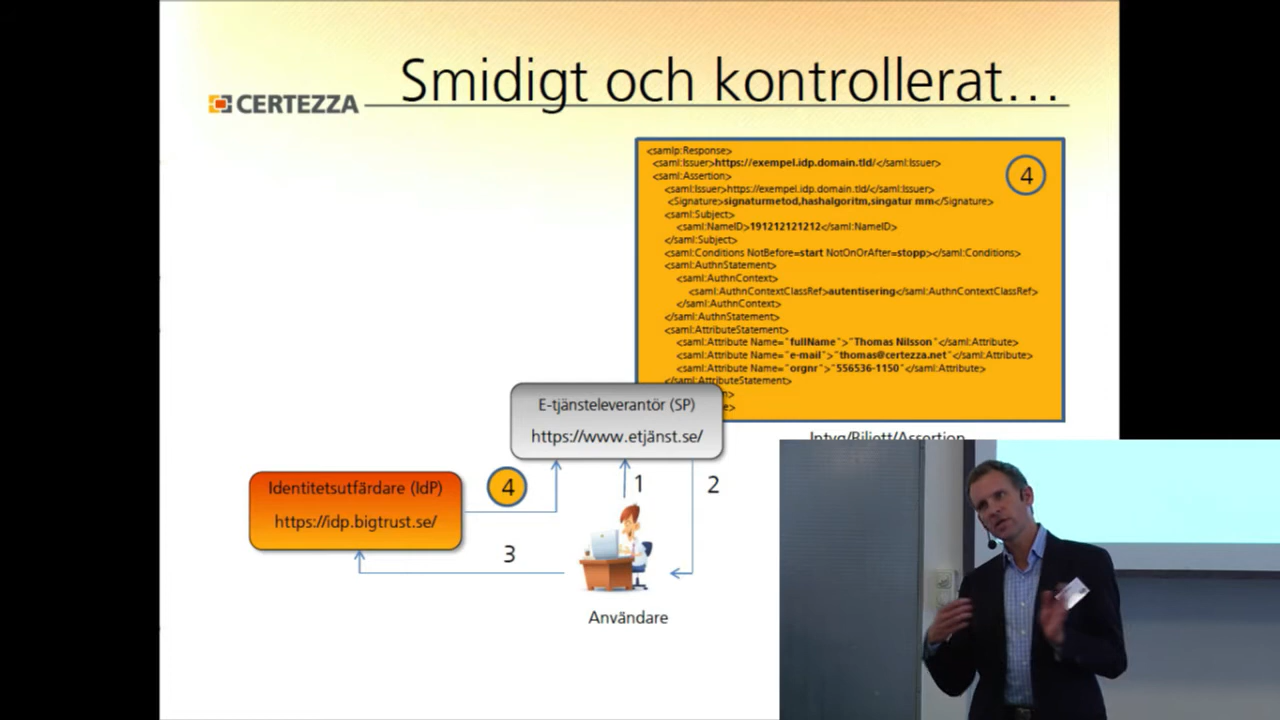 Smidigt och kontrollerat...
CERTEZZA
<samlp:Response>
<saml:Issuer>https://exempel.idp.domain.tld/</saml:Issuer>
<saml:Assertion>
<saml:Issuer>https://exempel.idp.domain.tld/</saml:Issuer>
<Signature>signaturmetod,hashalgoritm,singatur mm</Signature>
<saml:Subject>
<saml:NameID>191212121212</saml:NameID>
</saml:Subject>
<saml:Conditions NotBefore=start NotOnOrAfter=stopp></saml:Conditions>
<saml:AuthnStatement>
<saml:AuthnContext>
<saml:AuthnContextClassRef>autentisering</saml:AuthnContextClassRef>
</saml:AuthnContext>
</saml:AuthnStatement>
<saml:AttributeStatement>
<saml:Attribute Name="fullName">"Thomas Nilsson"</saml:Attribute>
<saml:Attribute Name="e-mail">"thomas@certezza.net"</saml:Attribute>
<saml:Attribute Name="orgnr">"556536-1150"</saml:Attribute>
</saml:AttributeStatement>
4
E-tjänsteleverantör (SP)
https://www.etjänst.se/
Intyg/Biljett/Assertion
Identitetsutfärdare (IdP)
https://idp.bigtrust.se/
4
1
2
3
Användare